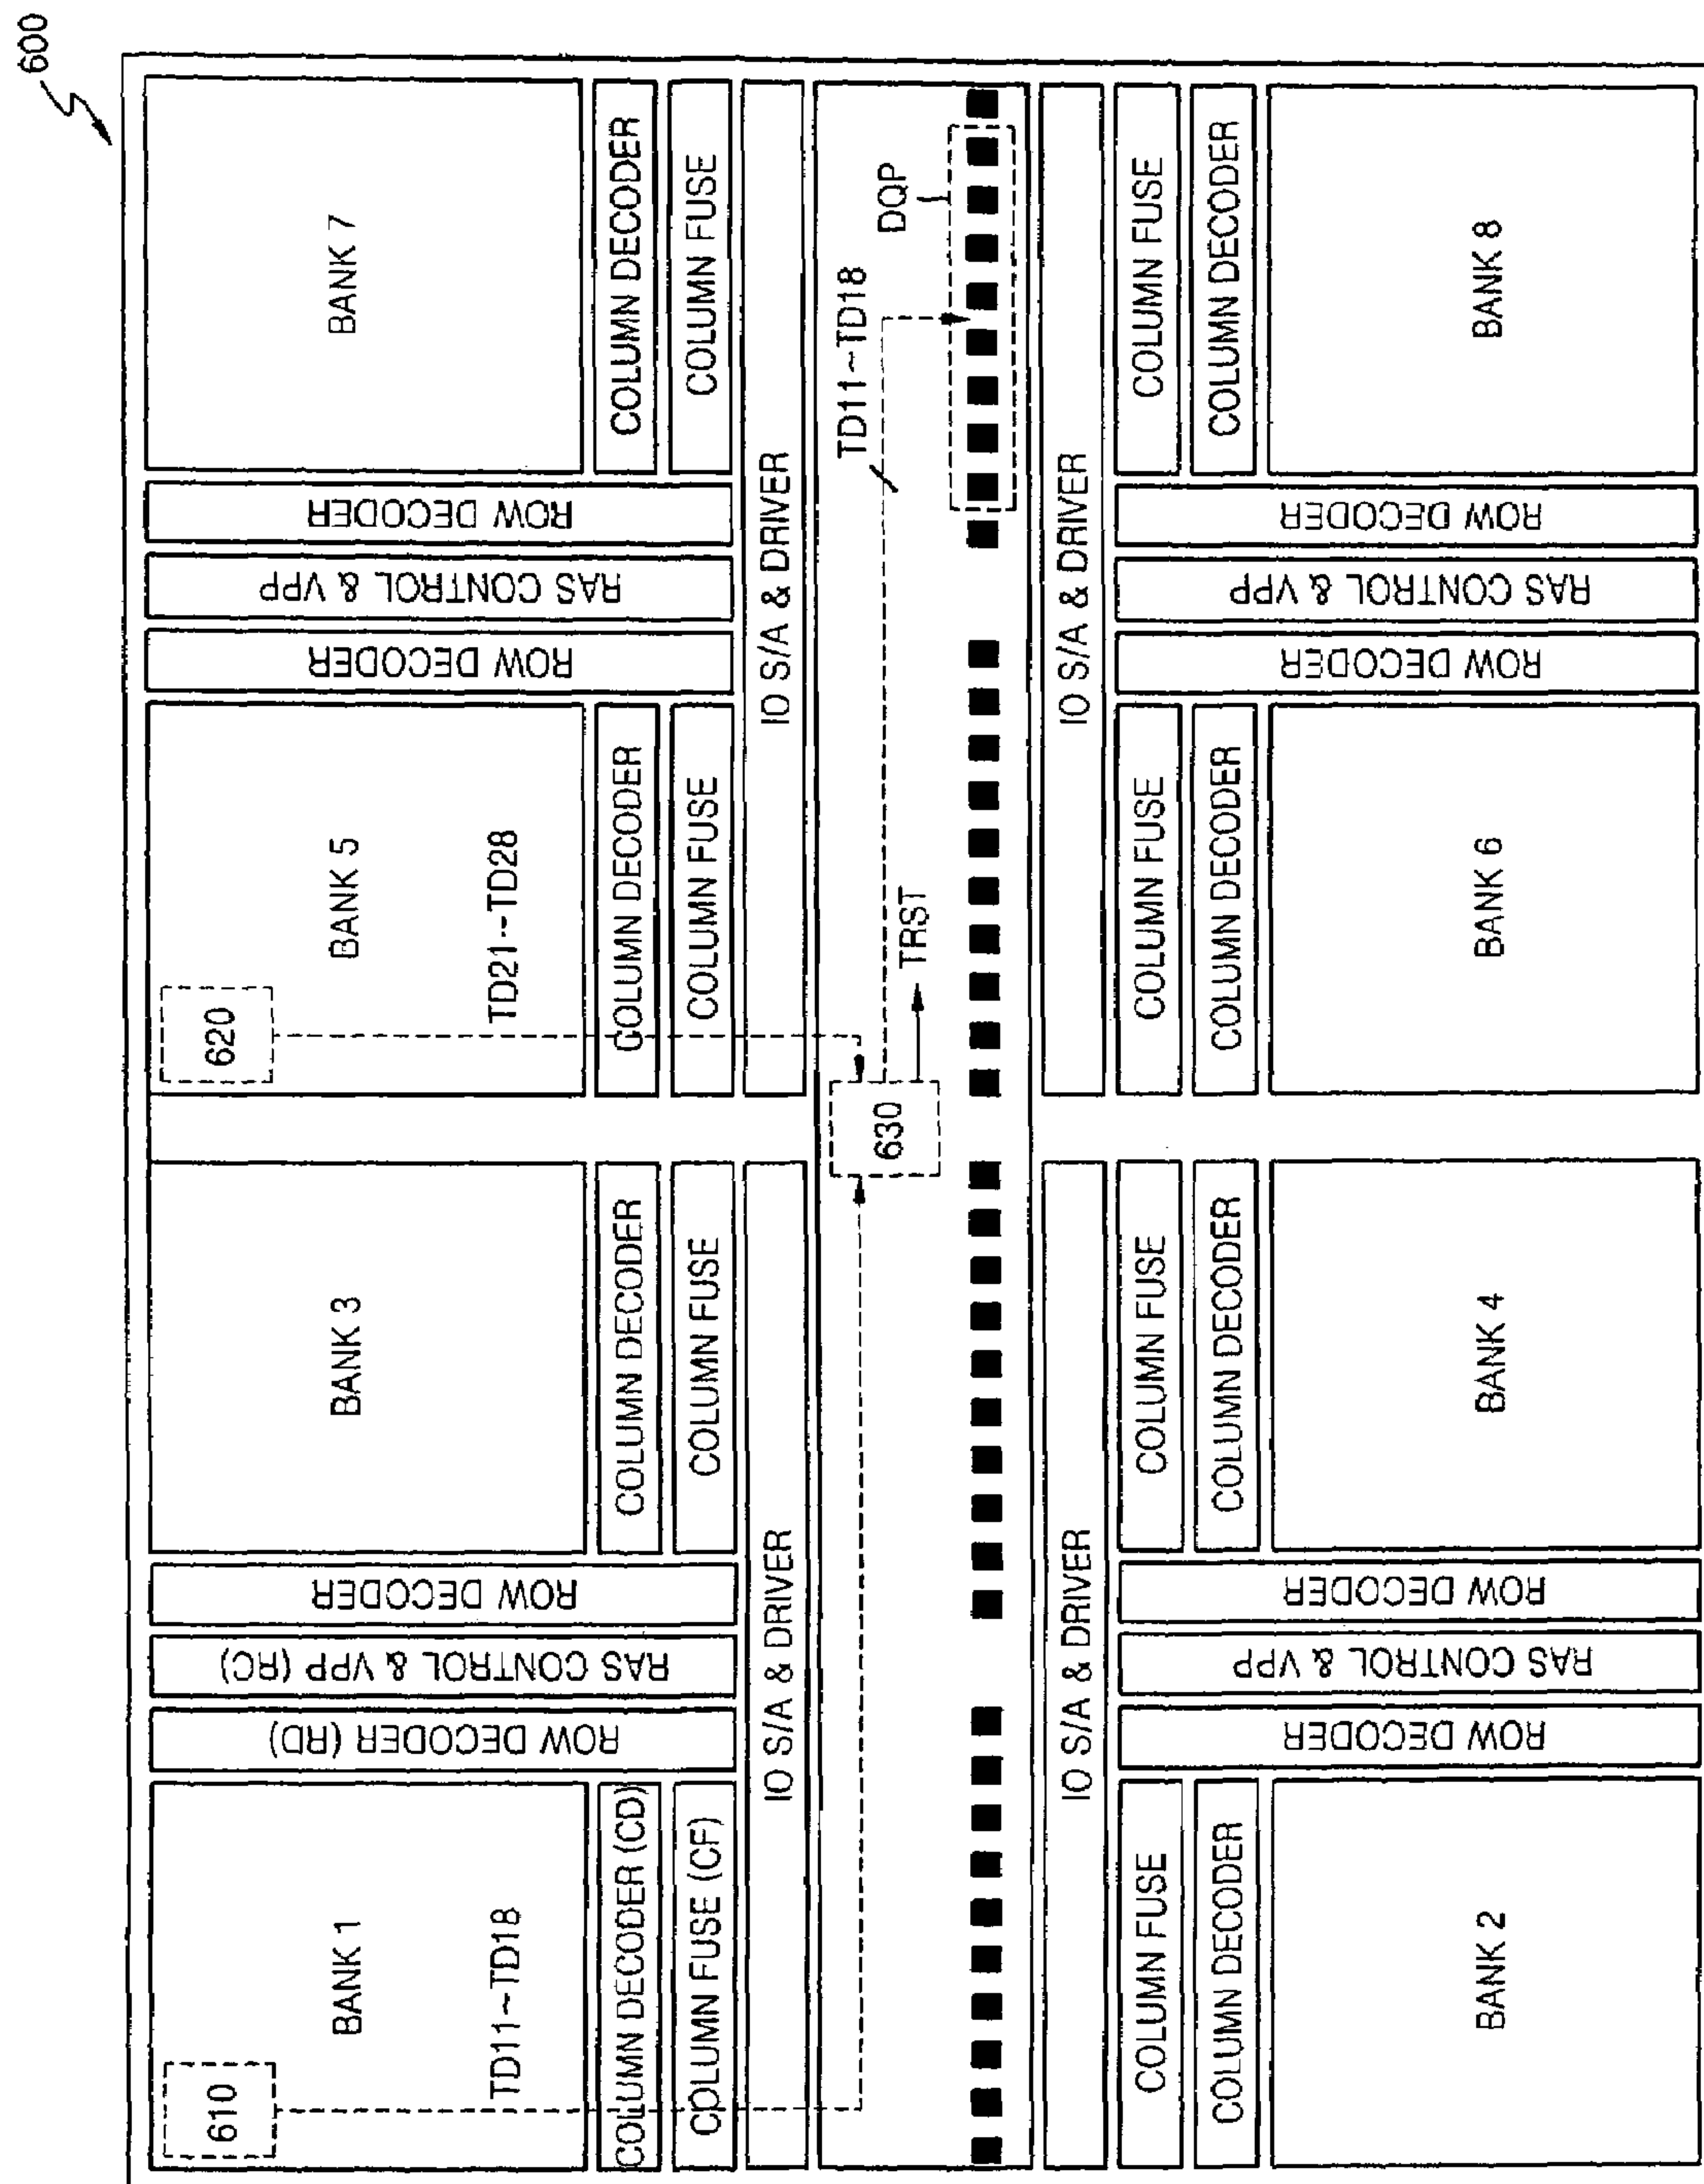 600
BANK 1
BANK 3
BANK 5
BANK 7
610
620
TD11~TD18
TD21~TD28
ROW DECODER (RD)
RAS CONTROL & VPP (RC)
ROW DECODER
ROW DECODER
RAS CONTROL & VPP
ROW DECODER
COLUMN DECODER (CD)
COLUMN DECODER
COLUMN DECODER
COLUMN DECODER
COLUMN FUSE (CF)
COLUMN FUSE
COLUMN FUSE
COLUMN FUSE
IO S/A & DRIVER
IO S/A & DRIVER
630
TD11~TD18
TRST
DQP
IO S/A & DRIVER
IO S/A & DRIVER
COLUMN FUSE
COLUMN FUSE
COLUMN FUSE
COLUMN FUSE
COLUMN DECODER
COLUMN DECODER
COLUMN DECODER
COLUMN DECODER
ROW DECODER
RAS CONTROL & VPP
ROW DECODER
ROW DECODER
RAS CONTROL & VPP
ROW DECODER
BANK 2
BANK 4
BANK 6
BANK 8